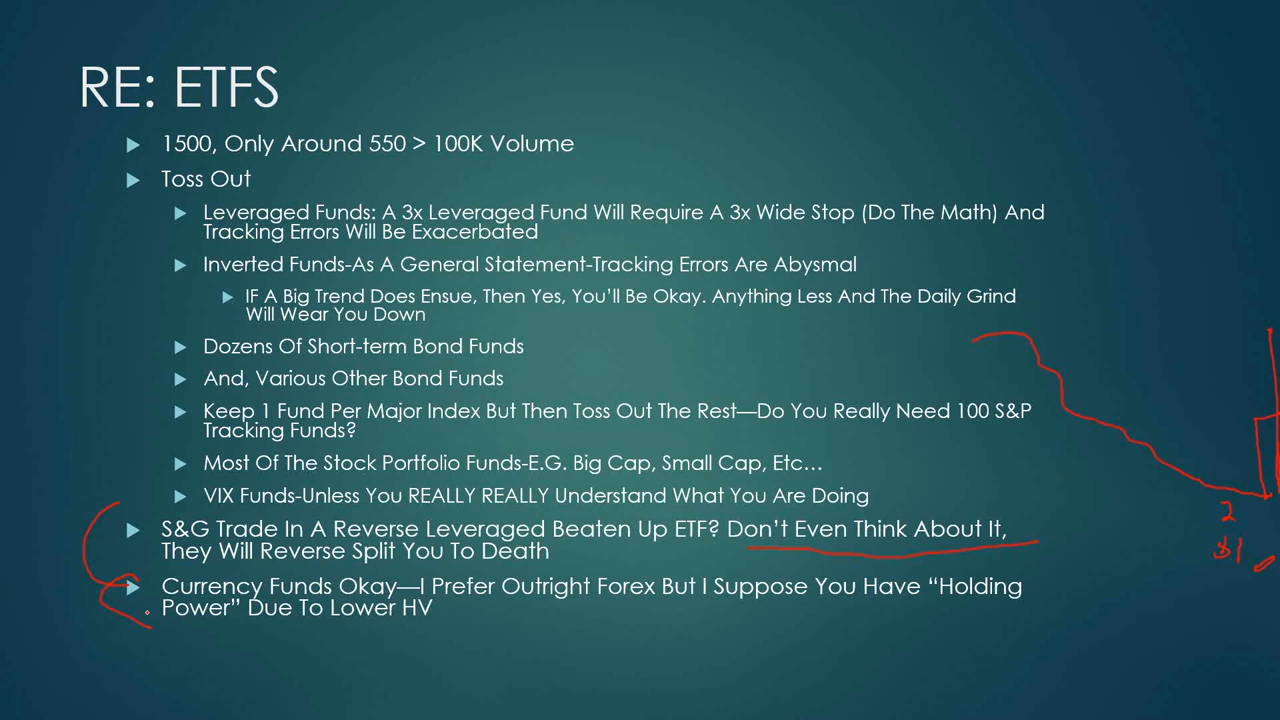 RE: ETFS
1500, Only Around 550 > 100K Volume
Toss Out
Leveraged Funds: A 3x Leveraged Fund Will Require A 3x Wide Stop (Do The Math) And
Tracking Errors Will Be Exacerbated
Inverted Funds-As A General Statement-Tracking Errors Are Abysmal
IF A Big Trend Does Ensue, Then Yes, You'll Be Okay. Anything Less And The Daily Grind
Will Wear You Down
Dozens Of Short-term Bond Funds
And, Various Other Bond Funds
Keep 1 Fund Per Major Index But Then Toss Out The Rest—Do You Really Need 100 S&P
Tracking Funds?
Most Of The Stock Portfolio Funds-E.G. Big Cap, Small Cap, Etc...
VIX Funds-Unless You REALLY REALLY Understand What You Are Doing
2
$1
S&G Trade In A Reverse Leveraged Beaten Up ETF? Don't Even Think About It,
They Will Reverse Split You To Death
Currency Funds Okay—I Prefer Outright Forex But I Suppose You Have “Holding
Power” Due To Lower HV